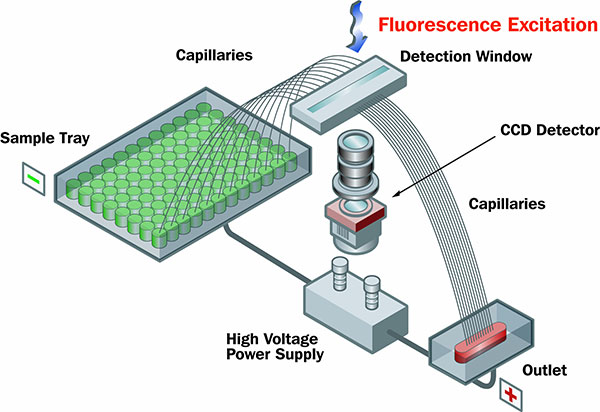 Fluorescence Excitation
Capillaries
Detection Window
Sample Tray
CCD Detector
−
Capillaries
High Voltage
Power Supply
Outlet
+